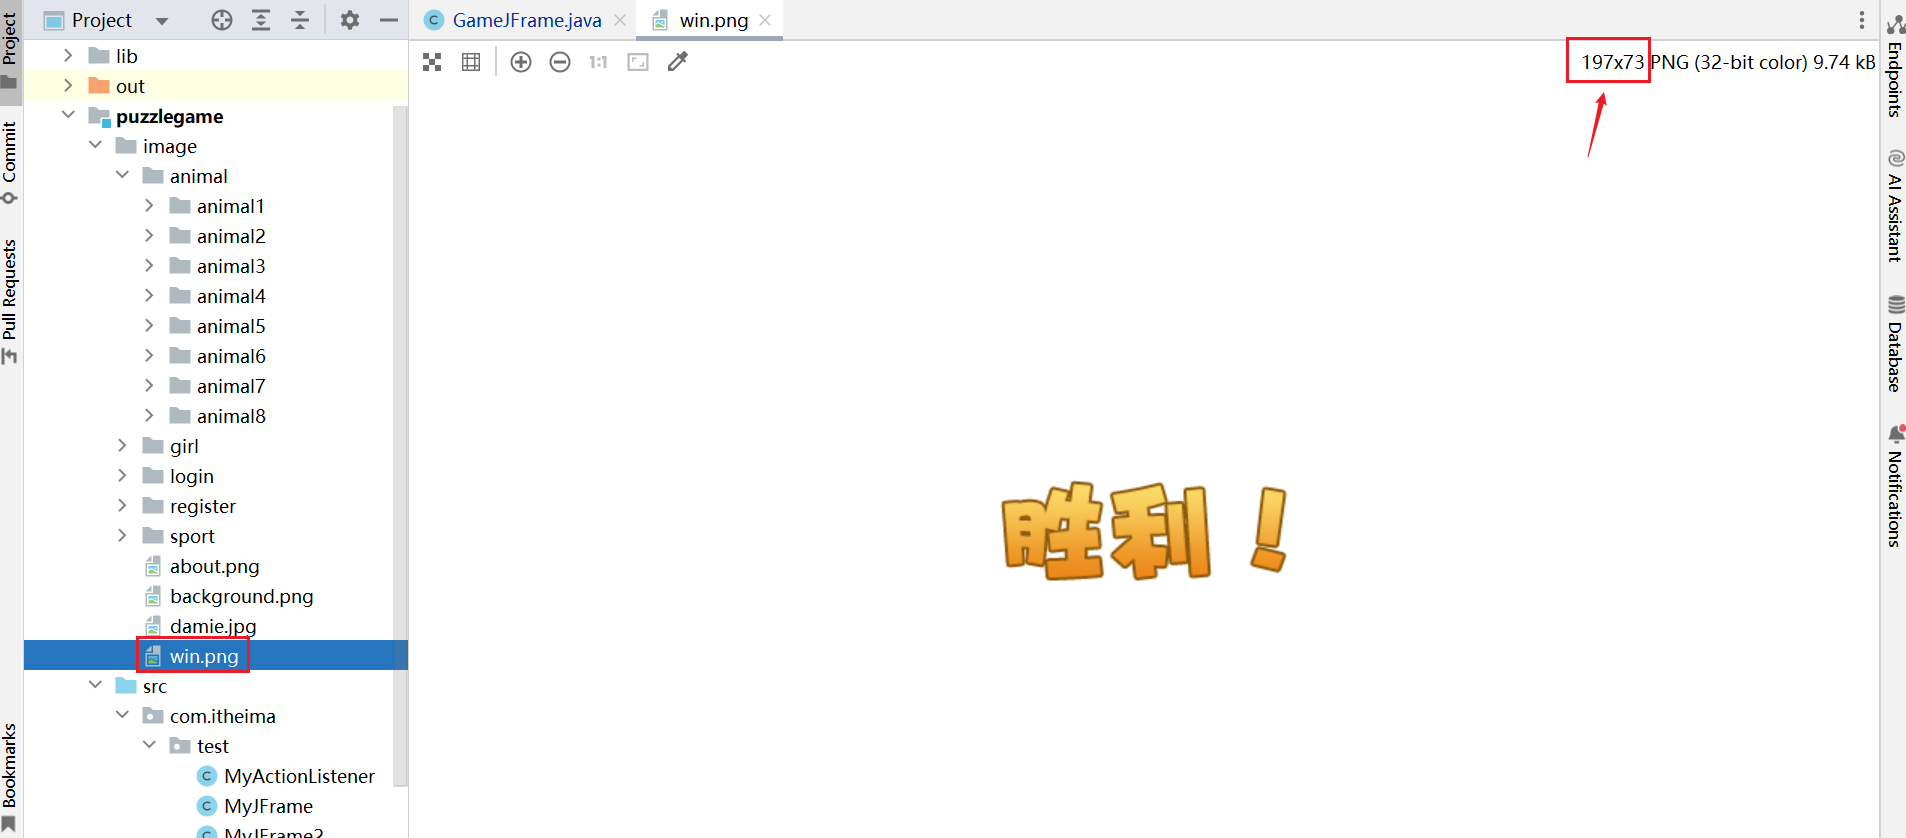 Project
Commit
Pull Requests
Bookmarks
Project
lib
out
puzzlegame
image
animal
animal1
animal2
animal3
animal4
animal5
animal6
animal7
animal8
girl
login
register
sport
about.png
background.png
damie.jpg
win.png
src
com.itheima
test
MyActionListener
MyJFrame
MyJFrame2
GameJFrame.java
win.png
1:1
197x73 PNG (32-bit color) 9.74 kB
胜利！
Endpoints
AI Assistant
Database
Notifications